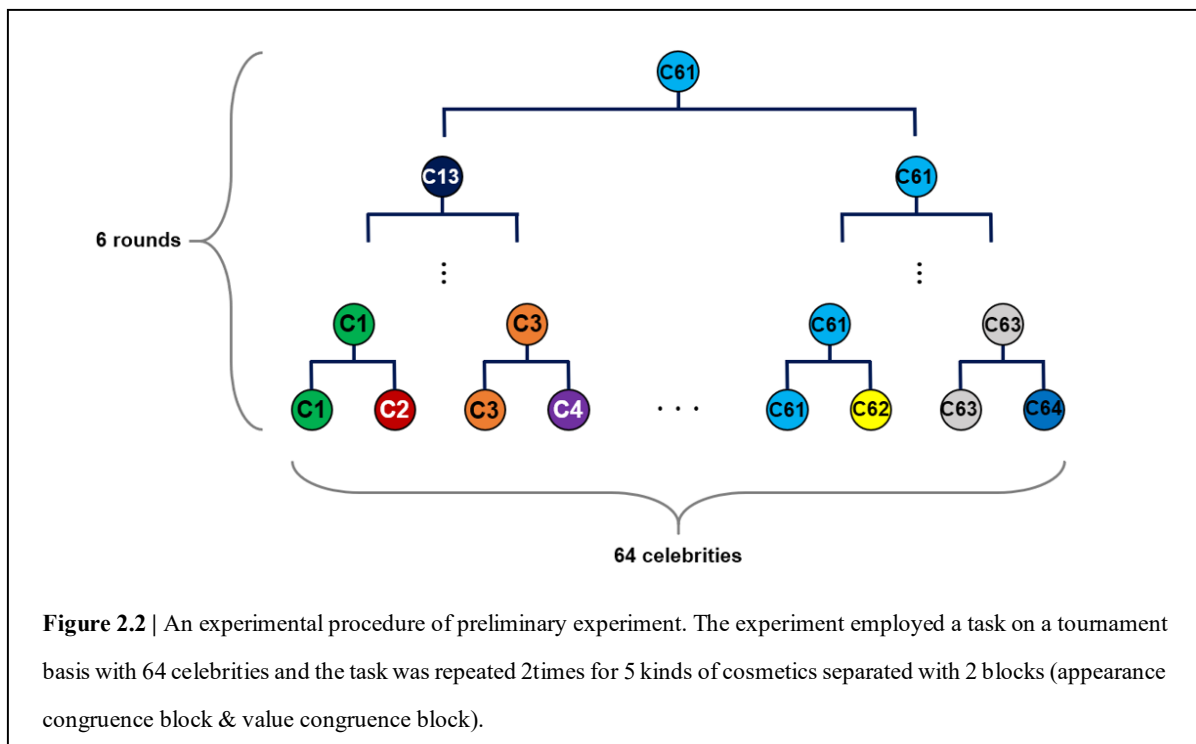 C61
C13 C61
6 rounds
⋮ ⋮
C1 C3 C61 C63
C1 C2 C3 C4 . . . C61 C62 C63 C64
64 celebrities
Figure 2.2 | An experimental procedure of preliminary experiment. The experiment employed a task on a tournament
basis with 64 celebrities and the task was repeated 2times for 5 kinds of cosmetics separated with 2 blocks (appearance
congruence block & value congruence block).